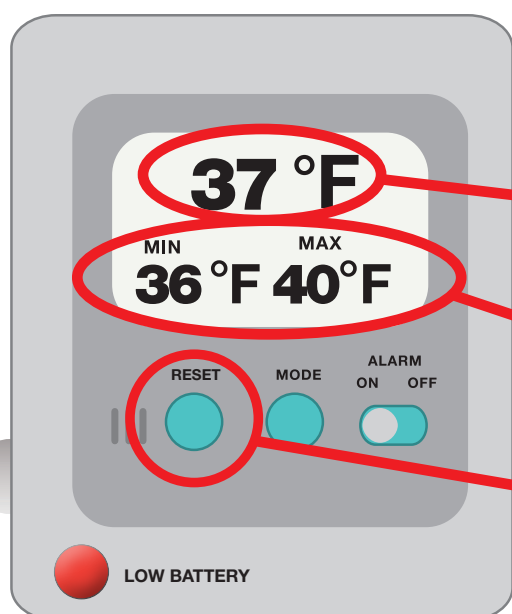 37 °F
MIN MAX
36 °F 40°F
RESET MODE ALARM
ON OFF
LOW BATTERY